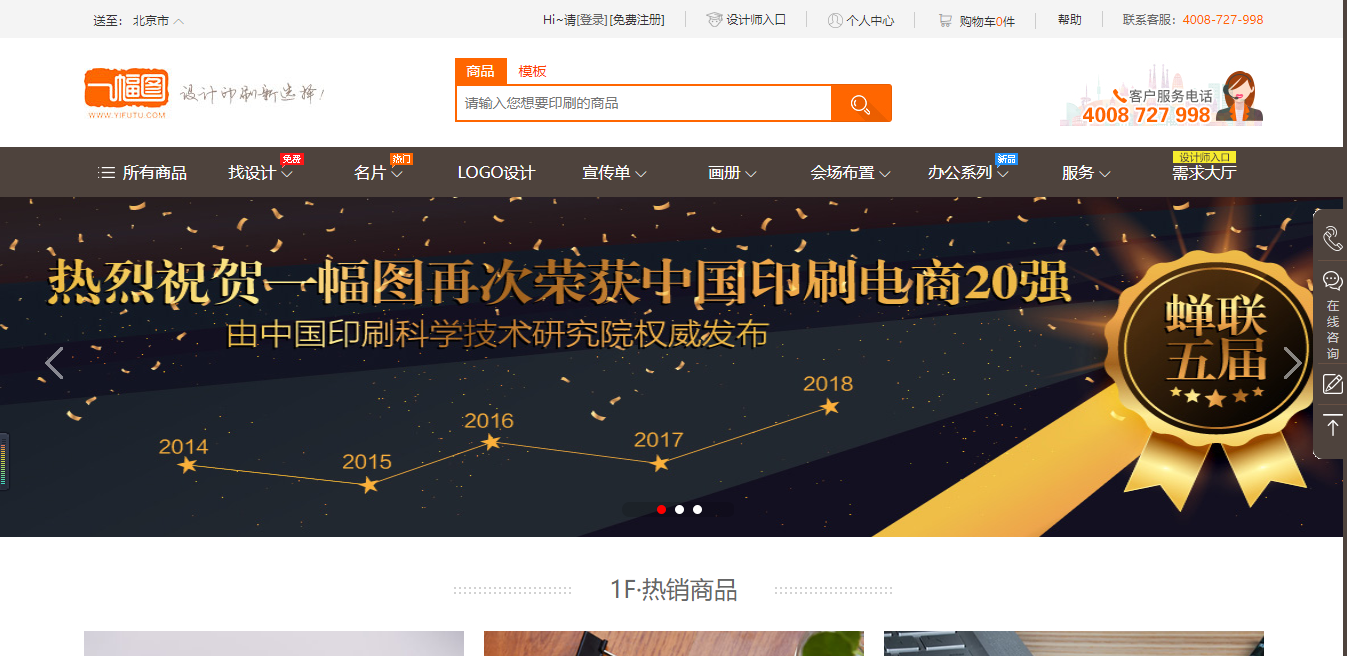 送至： 北京市
Hi~请[登录] [免费注册]
设计师入口
个人中心
购物车0件
帮助
联系客服：4008-727-998
一幅图
WWW.YIFUTU.COM
设计印刷新选择!
商品 模板
请输入您想要印刷的商品
客户服务电话
4008 727 998
免费
热门
新品
设计师入口
所有商品 找设计 名片 LOGO设计 宣传单 画册 会场布置 办公系列 服务 需求大厅
热烈祝贺一幅图再次荣获中国印刷电商20强
由中国印刷科学技术研究院权威发布
蝉联
五届
2014
2015
2016
2017
2018
在线咨询
1F·热销商品